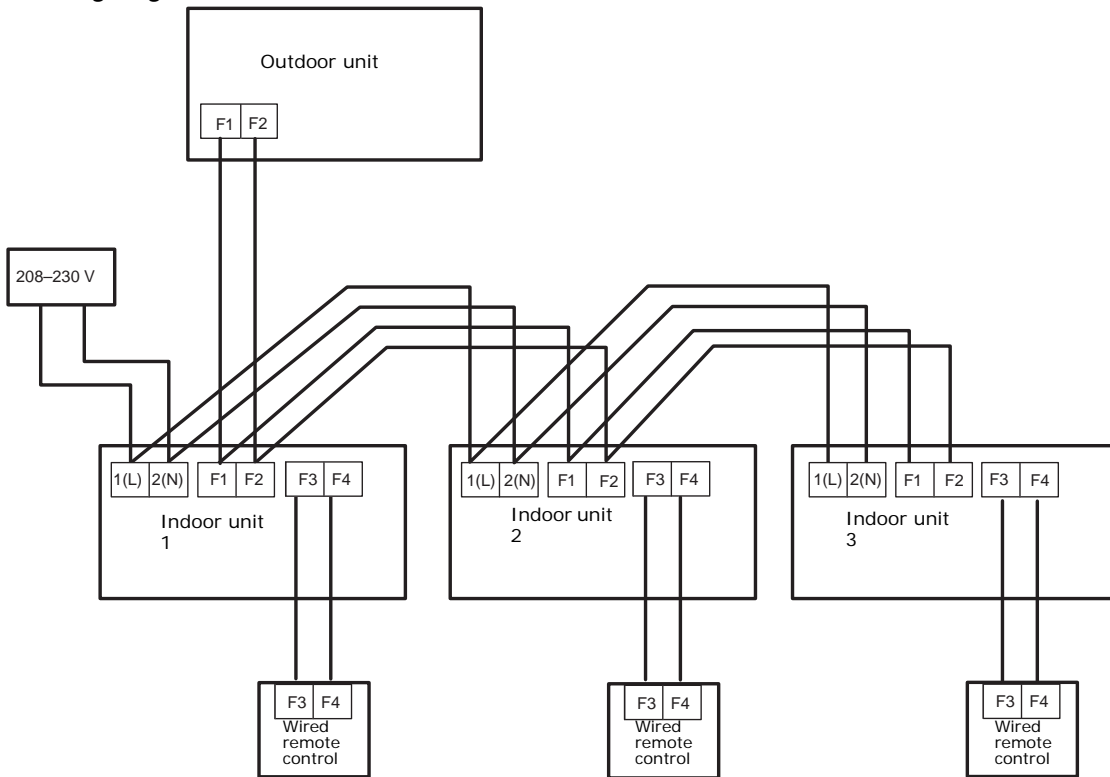 Outdoor unit
F1 F2
208–230 V
1(L) 2(N) F1 F2 F3 F4
Indoor unit
1
1(L) 2(N) F1 F2 F3 F4
Indoor unit
2
1(L) 2(N) F1 F2 F3 F4
Indoor unit
3
F3 F4
Wired
remote
control
F3 F4
Wired
remote
control
F3 F4
Wired
remote
control